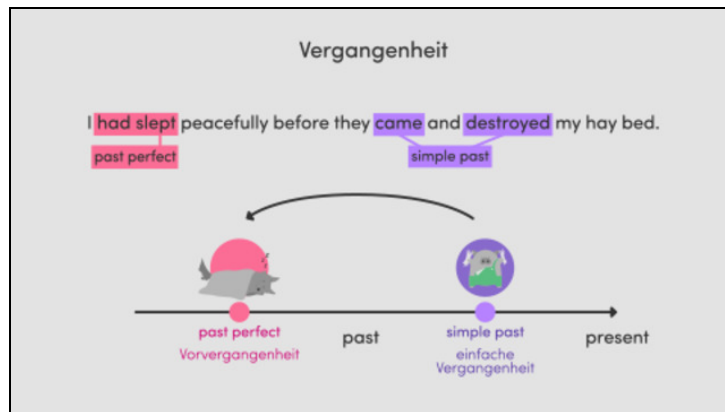 Vergangenheit
I had slept peacefully before they came and destroyed my hay bed.
past perfect simple past
past perfect past simple past present
Vorvergangenheit einfache
Vergangenheit